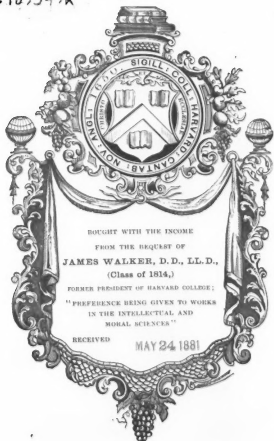 SIGILL · COLL · HARVARD · CANTAB · NOV · ANGL · 1650
BOUGHT WITH THE INCOME
FROM THE BEQUEST OF
JAMES WALKER, D.D., LL.D.,
(Class of 1814,)
FORMER PRESIDENT OF HARVARD COLLEGE;
"PREFERENCE BEING GIVEN TO WORKS
IN THE INTELLECTUAL AND
MORAL SCIENCES"
RECEIVED MAY 24 1881